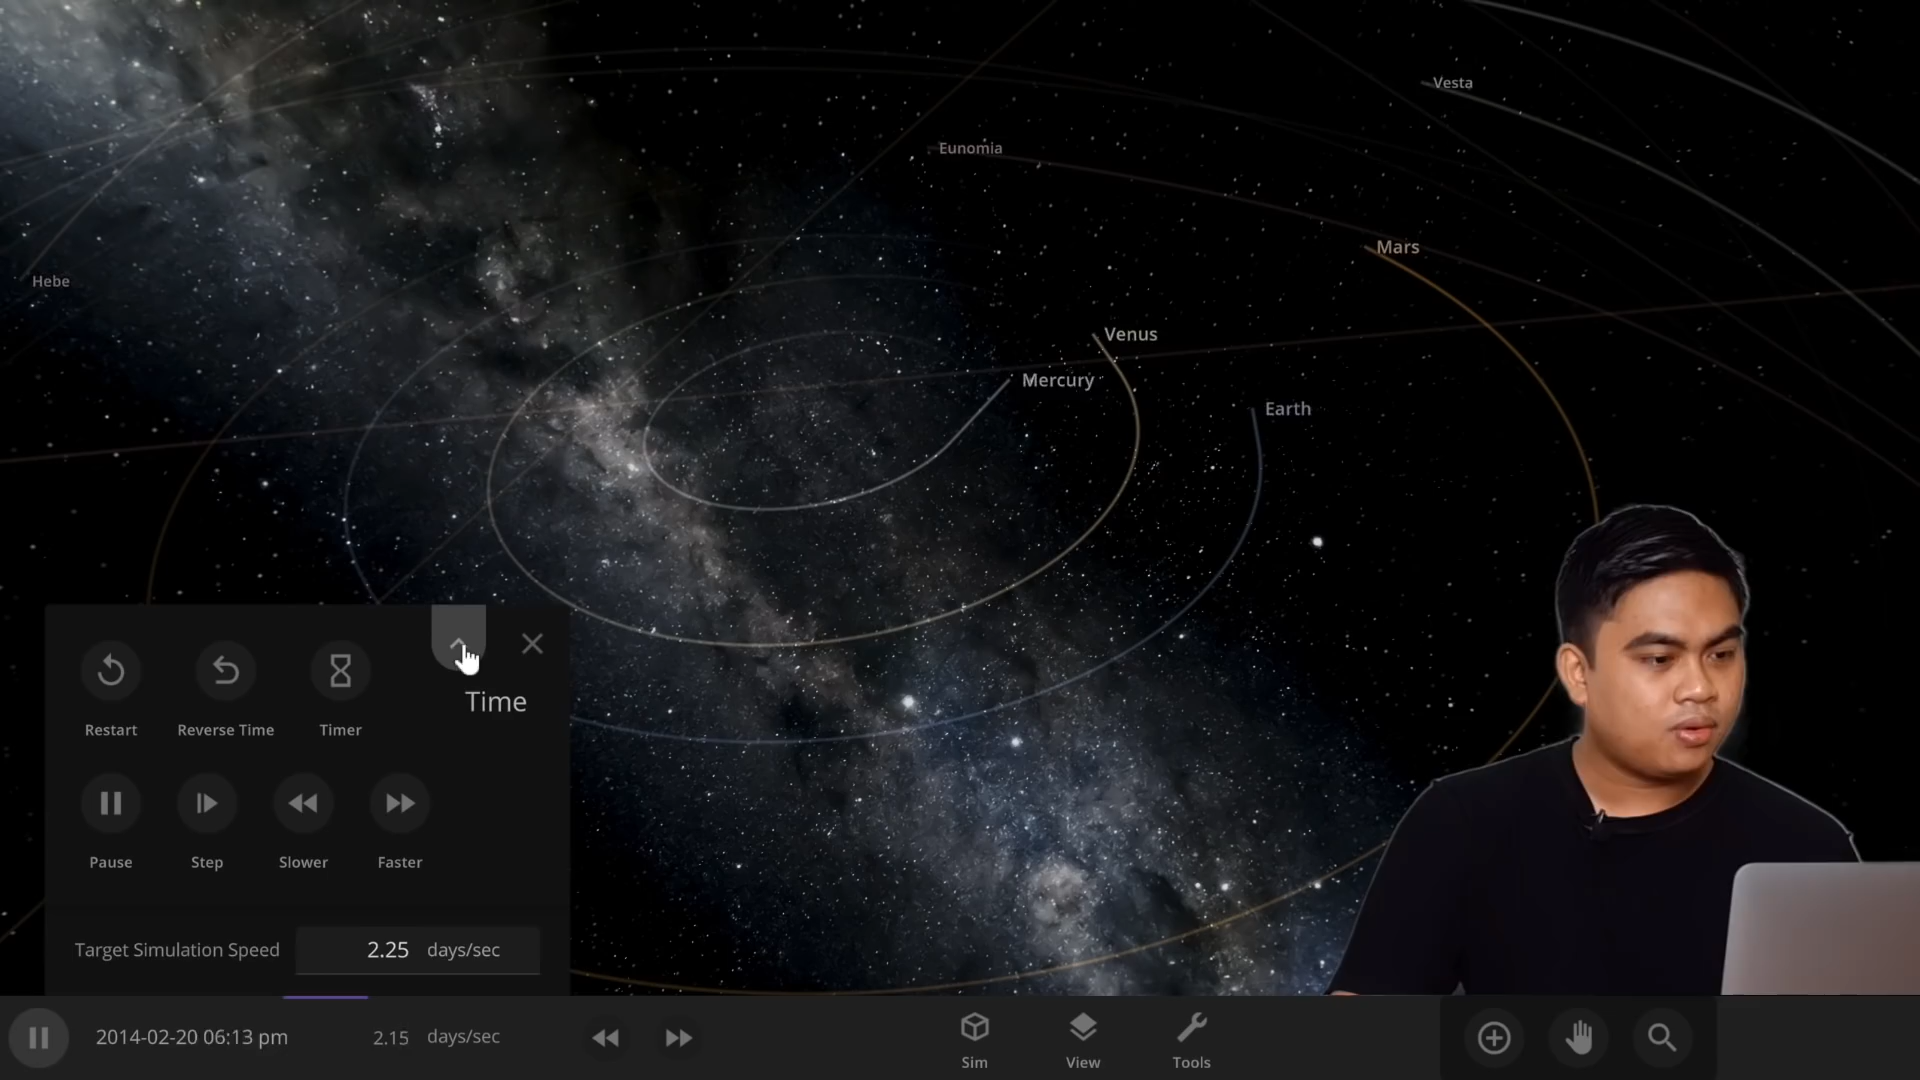 Vesta
Eunomia
Mars
Hebe
Venus
Mercury
Earth
Time
Restart
Reverse Time
Timer
Pause
Step
Slower
Faster
Target Simulation Speed 2.25 days/sec
2014-02-20 06:13 pm 2.15 days/sec
Sim
View
Tools